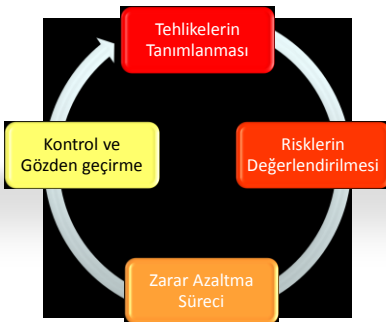 Tehlikelerin
Tanımlanması
Risklerin
Değerlendirilmesi
Zarar Azaltma
Süreci
Kontrol ve
Gözden geçirme